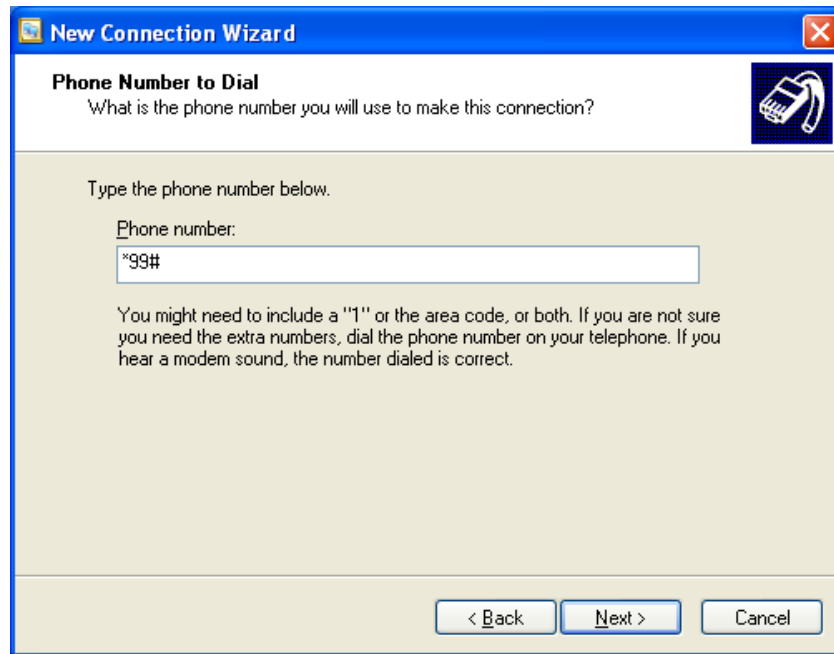 New Connection Wizard
Phone Number to Dial
What is the phone number you will use to make this connection?
Type the phone number below.
Phone number:
*99#
You might need to include a "1" or the area code, or both. If you are not sure
you need the extra numbers, dial the phone number on your telephone. If you
hear a modem sound, the number dialed is correct.
< Back
Next >
Cancel